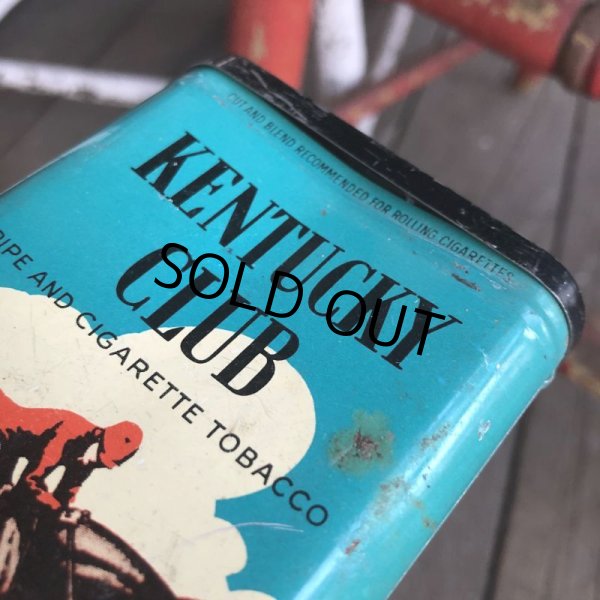 CUT AND BLEND RECOMMENDED FOR ROLLING CIGARETTES
KENTUCKY
CLUB
SOLD OUT
PIPE AND CIGARETTE TOBACCO